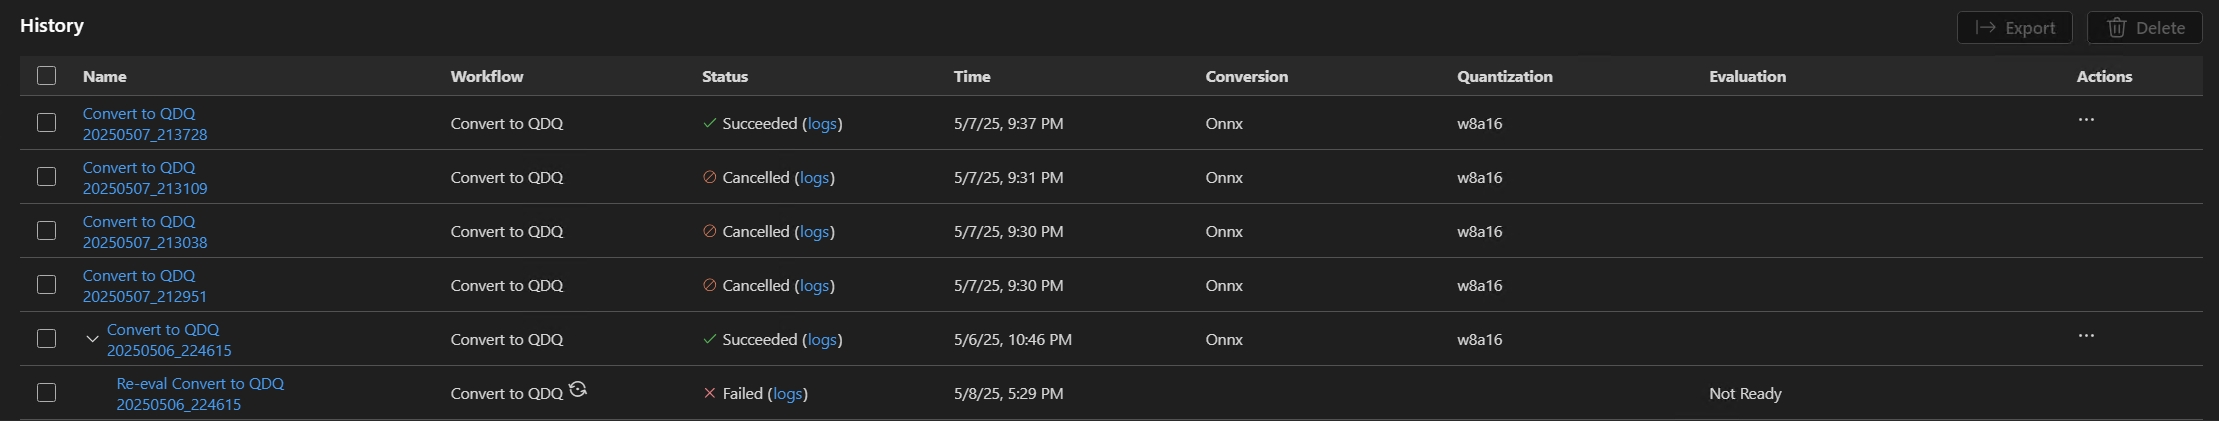 History
Export Delete
Name Workflow Status Time Conversion Quantization Evaluation Actions
Convert to QDQ
20250507_213728 Convert to QDQ Succeeded (logs) 5/7/25, 9:37 PM Onnx w8a16 ...
Convert to QDQ
20250507_213109 Convert to QDQ Cancelled (logs) 5/7/25, 9:31 PM Onnx w8a16
Convert to QDQ
20250507_213038 Convert to QDQ Cancelled (logs) 5/7/25, 9:30 PM Onnx w8a16
Convert to QDQ
20250507_212951 Convert to QDQ Cancelled (logs) 5/7/25, 9:30 PM Onnx w8a16
Convert to QDQ
20250506_224615 Convert to QDQ Succeeded (logs) 5/6/25, 10:46 PM Onnx w8a16 ...
Re-eval Convert to QDQ
20250506_224615 Convert to QDQ Failed (logs) 5/8/25, 5:29 PM Not Ready